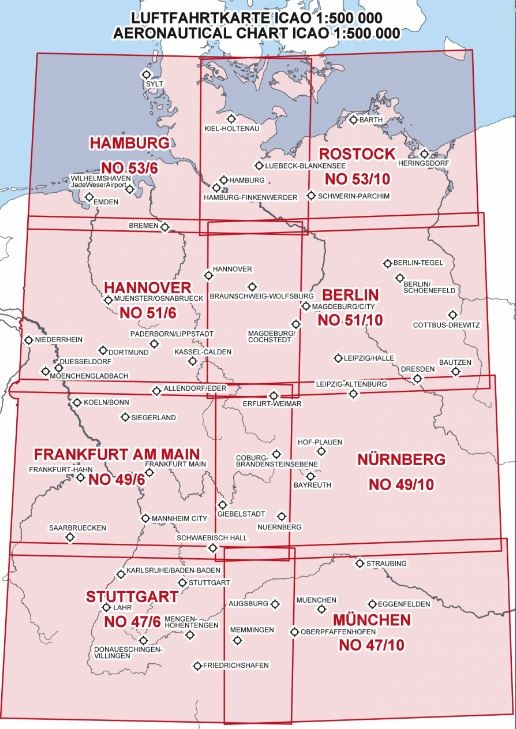 LUFTFAHRTKARTE ICAO 1:500 000
AERONAUTICAL CHART ICAO 1:500 000
SYLT
KIEL-HOLTENAU
BARTH
HAMBURG
NO 53/6
ROSTOCK
NO 53/10
HERINGSDORF
LUEBECK-BLANKENSEE
WILHELMSHAVEN
JadeWeserAirport
HAMBURG
HAMBURG-FINKENWERDER
SCHWERIN-PARCHIM
EMDEN
BREMEN
HANNOVER
BERLIN-TEGEL
BERLIN/
SCHOENEFELD
HANNOVER
NO 51/6
BRAUNSCHWEIG-WOLFSBURG
BERLIN
NO 51/10
MUENSTER/OSNABRUECK
MAGDEBURG/CITY
COTTBUS-DREWITZ
MAGDEBURG/
COCHSTEDT
NIEDERRHEIN
PADERBORN/LIPPSTADT
DORTMUND
KASSEL-CALDEN
DUESSELDORF
MOENCHENGLADBACH
LEIPZIG/HALLE
BAUTZEN
DRESDEN
ALLENDORF/EDER
LEIPZIG-ALTENBURG
ERFURT-WEIMAR
KOELN/BONN
SIEGERLAND
HOF-PLAUEN
FRANKFURT AM MAIN
NO 49/6
COBURG-
BRANDENSTEINSEBENE
NÜRNBERG
NO 49/10
FRANKFURT-HAHN
FRANKFURT MAIN
BAYREUTH
GIEBELSTADT
MANNHEIM CITY
NUERNBERG
SAARBRUECKEN
SCHWAEBISCH HALL
STRAUBING
KARLSRUHE/BADEN-BADEN
STUTTGART
STUTTGART
NO 47/6
LAHR
AUGSBURG
MUENCHEN
EGGENFELDEN
MENGEN-
HOHENTENGEN
MEMMINGEN
MÜNCHEN
NO 47/10
OBERPFAFFENHOFEN
DONAUESCHINGEN-
VILLINGEN
FRIEDRICHSHAFEN